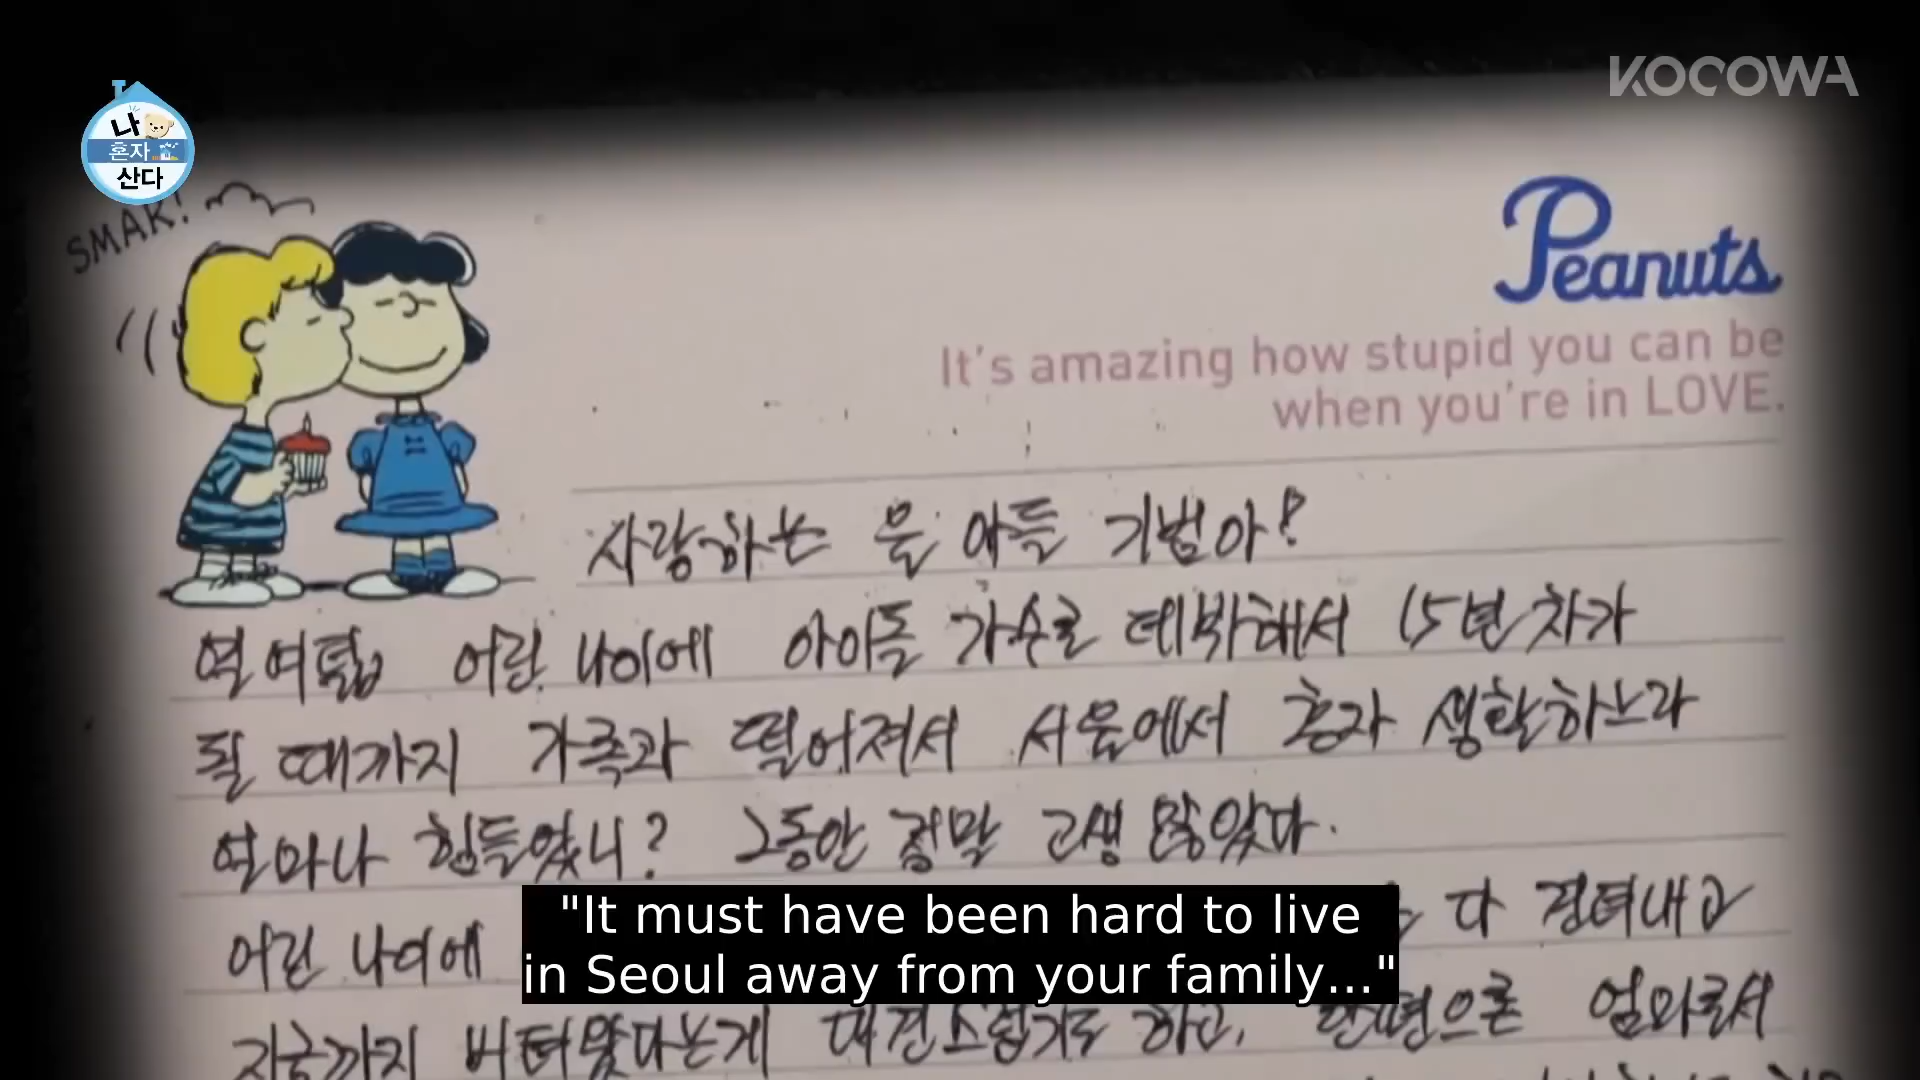 KOCOWA
나
혼자
산다
SMAK!
Peanuts
It's amazing how stupid you can be
when you're in LOVE.
사랑하는 울 아들 기범아!
열여덟 어린 나이에 아이돌 가수로 데뷔해서 15년차가
될 때까지 가족과 떨어져서 서울에서 혼자 생활하느라
얼마나 힘들었니? 그동안 정말 고생 많았다.
어린 나이에 다 견뎌내고
지금까지 버텨왔다는게 대견스럽기도 하고, 한편으론 엄마로서
"It must have been hard to live
in Seoul away from your family..."